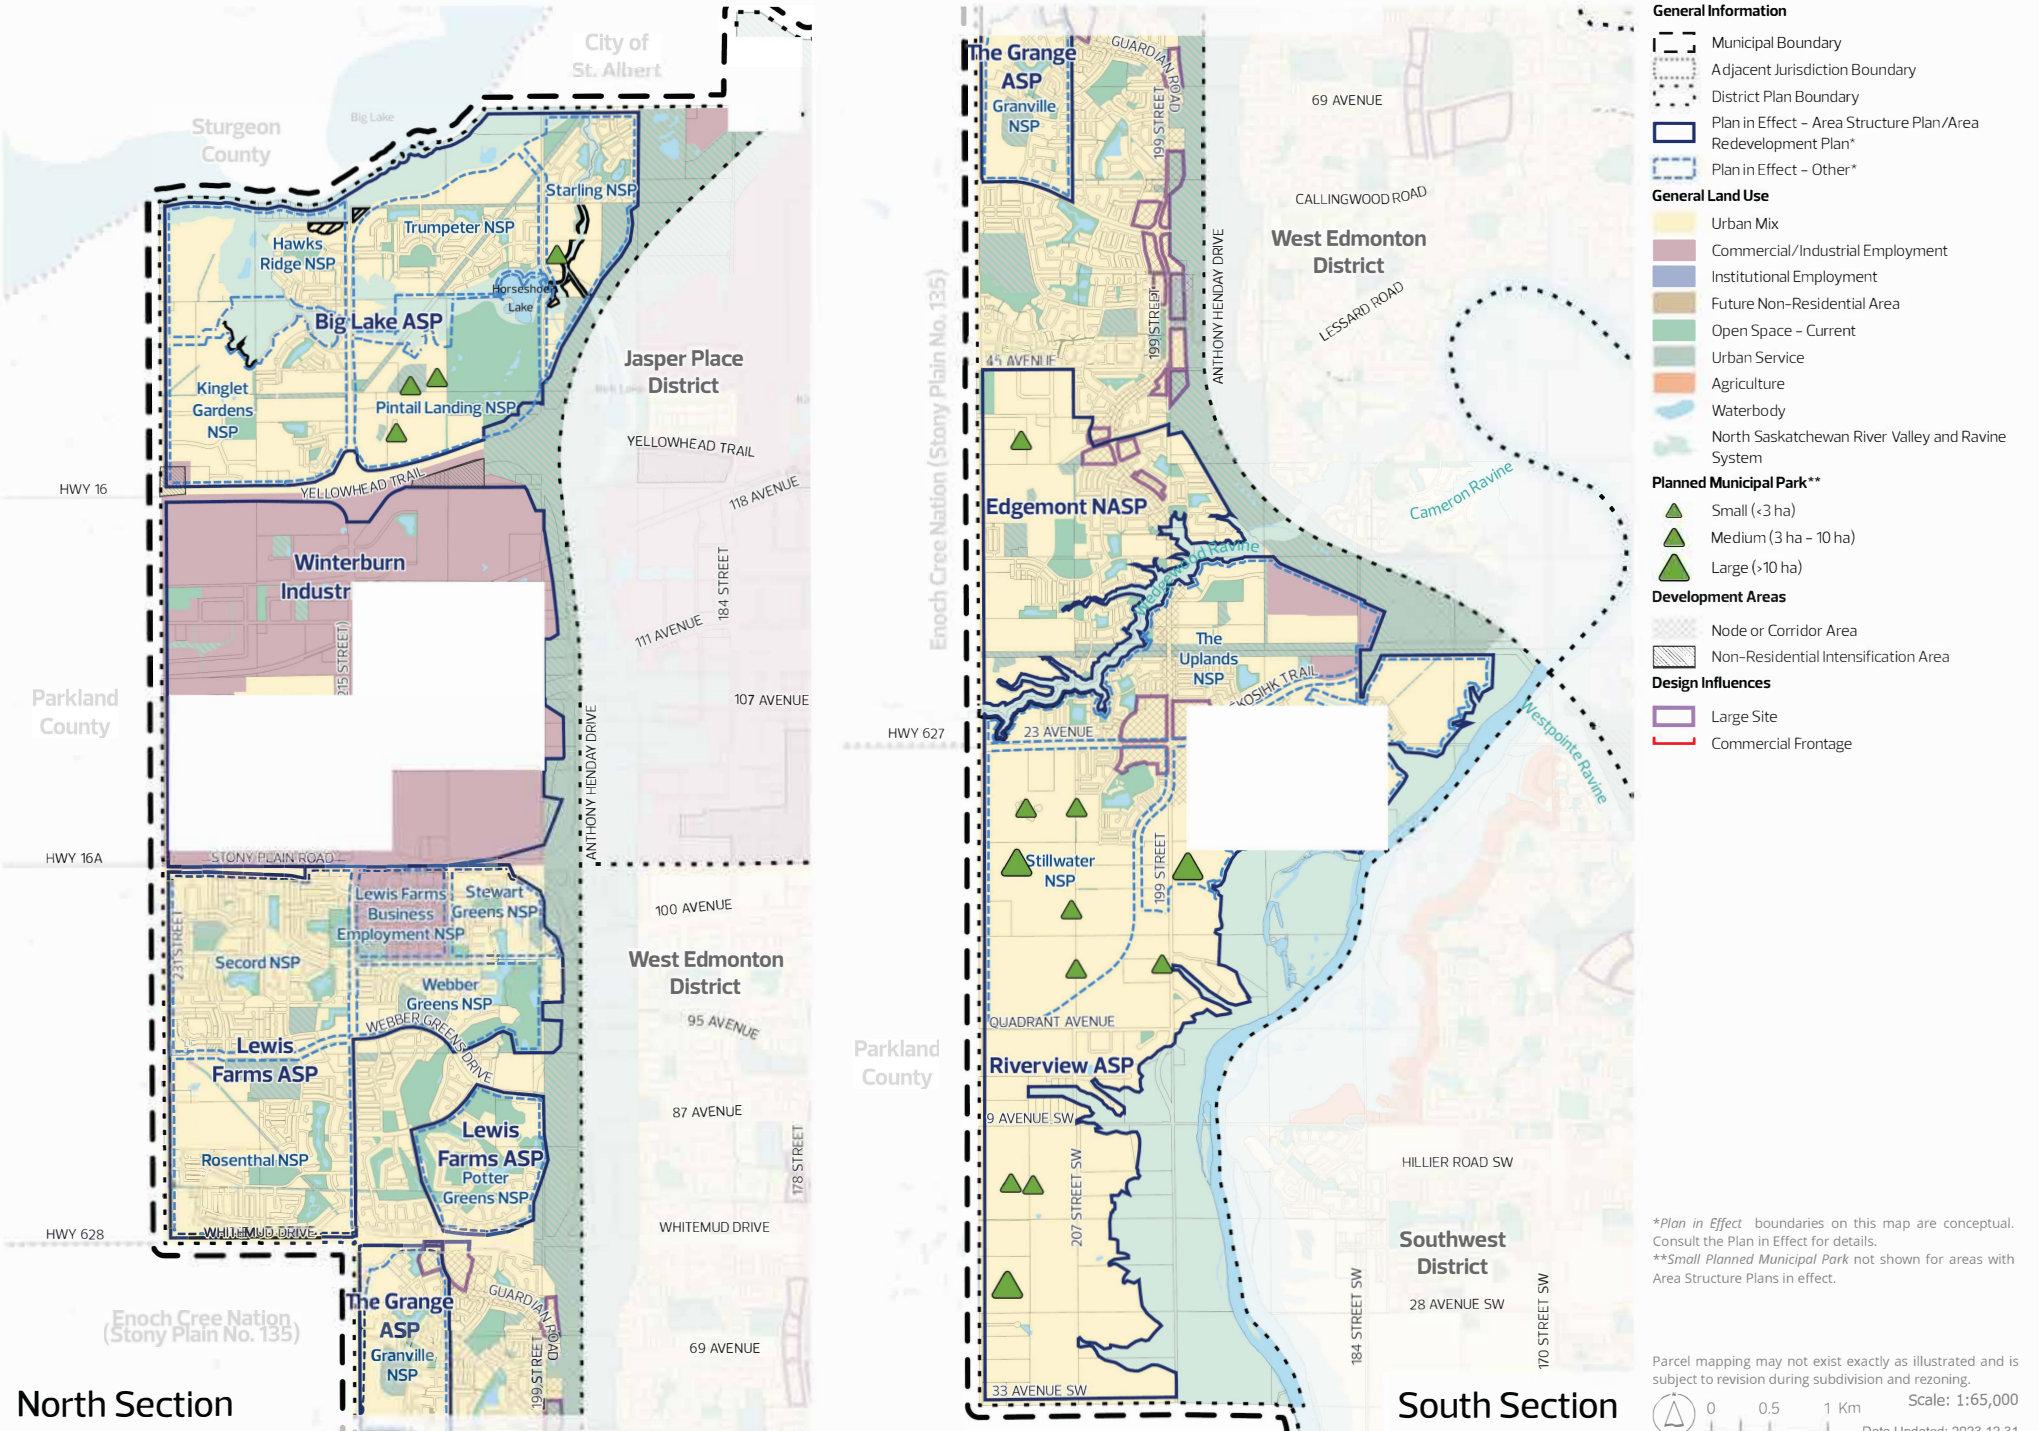 City of
St. Albert
Sturgeon
County
Big Lake
Starling NSP
Trumpeter NSP
Hawks
Ridge NSP
Horseshoe
Lake
Big Lake ASP
Kinglet
Gardens
NSP
Pintail Landing NSP
Jasper Place
District
YELLOWHEAD TRAIL
HWY 16
YELLOWHEAD TRAIL
118 AVENUE
Winterburn
Industr
184 STREET
111 AVENUE
215 STREET)
Parkland
County
107 AVENUE
ANTHONY HENDAY DRIVE
HWY 16A
STONY PLAIN ROAD
Lewis Farms
Business
Employment NSP
Stewart
Greens NSP
100 AVENUE
231 STREET
Secord NSP
West Edmonton
District
Webber
Greens NSP
95 AVENUE
WEBBER GREENS DRIVE
Lewis
Farms ASP
87 AVENUE
Lewis
Farms ASP
Potter
Greens NSP
Rosenthal NSP
178 STREET
HWY 628
WHITEMUD DRIVE
WHITEMUD DRIVE
Enoch Cree Nation
(Stony Plain No. 135)
The Grange
ASP
Granville
NSP
GUARDIAN ROAD
199 STREET
69 AVENUE
North Section
The Grange
ASP
Granville
NSP
GUARDIAN ROAD
199 STREET
69 AVENUE
CALLINGWOOD ROAD
West Edmonton
District
ANTHONY HENDAY DRIVE
LESSARD ROAD
199 STREET
45 AVENUE
Enoch Cree Nation (Stony Plain No. 135)
Edgemont NASP
Cameron Ravine
Wedgewood Ravine
The
Uplands
NSP
KOSIHK TRAIL
HWY 627
23 AVENUE
Westpointe Ravine
Stillwater
NSP
199 STREET
QUADRANT AVENUE
Parkland
County
Riverview ASP
9 AVENUE SW
207 STREET SW
HILLIER ROAD SW
Southwest
District
184 STREET SW
28 AVENUE SW
170 STREET SW
33 AVENUE SW
South Section
General Information
Municipal Boundary
Adjacent Jurisdiction Boundary
District Plan Boundary
Plan in Effect – Area Structure Plan/Area
Redevelopment Plan*
Plan in Effect – Other*
General Land Use
Urban Mix
Commercial/Industrial Employment
Institutional Employment
Future Non-Residential Area
Open Space – Current
Urban Service
Agriculture
Waterbody
North Saskatchewan River Valley and Ravine
System
Planned Municipal Park**
Small (<3 ha)
Medium (3 ha – 10 ha)
Large (>10 ha)
Development Areas
Node or Corridor Area
Non-Residential Intensification Area
Design Influences
Large Site
Commercial Frontage
*Plan in Effect boundaries on this map are conceptual.
Consult the Plan in Effect for details.
**Small Planned Municipal Park not shown for areas with
Area Structure Plans in effect.
Parcel mapping may not exist exactly as illustrated and is
subject to revision during subdivision and rezoning.
Scale: 1:65,000
0 0.5 1 Km
Date Updated: 2023-12-31